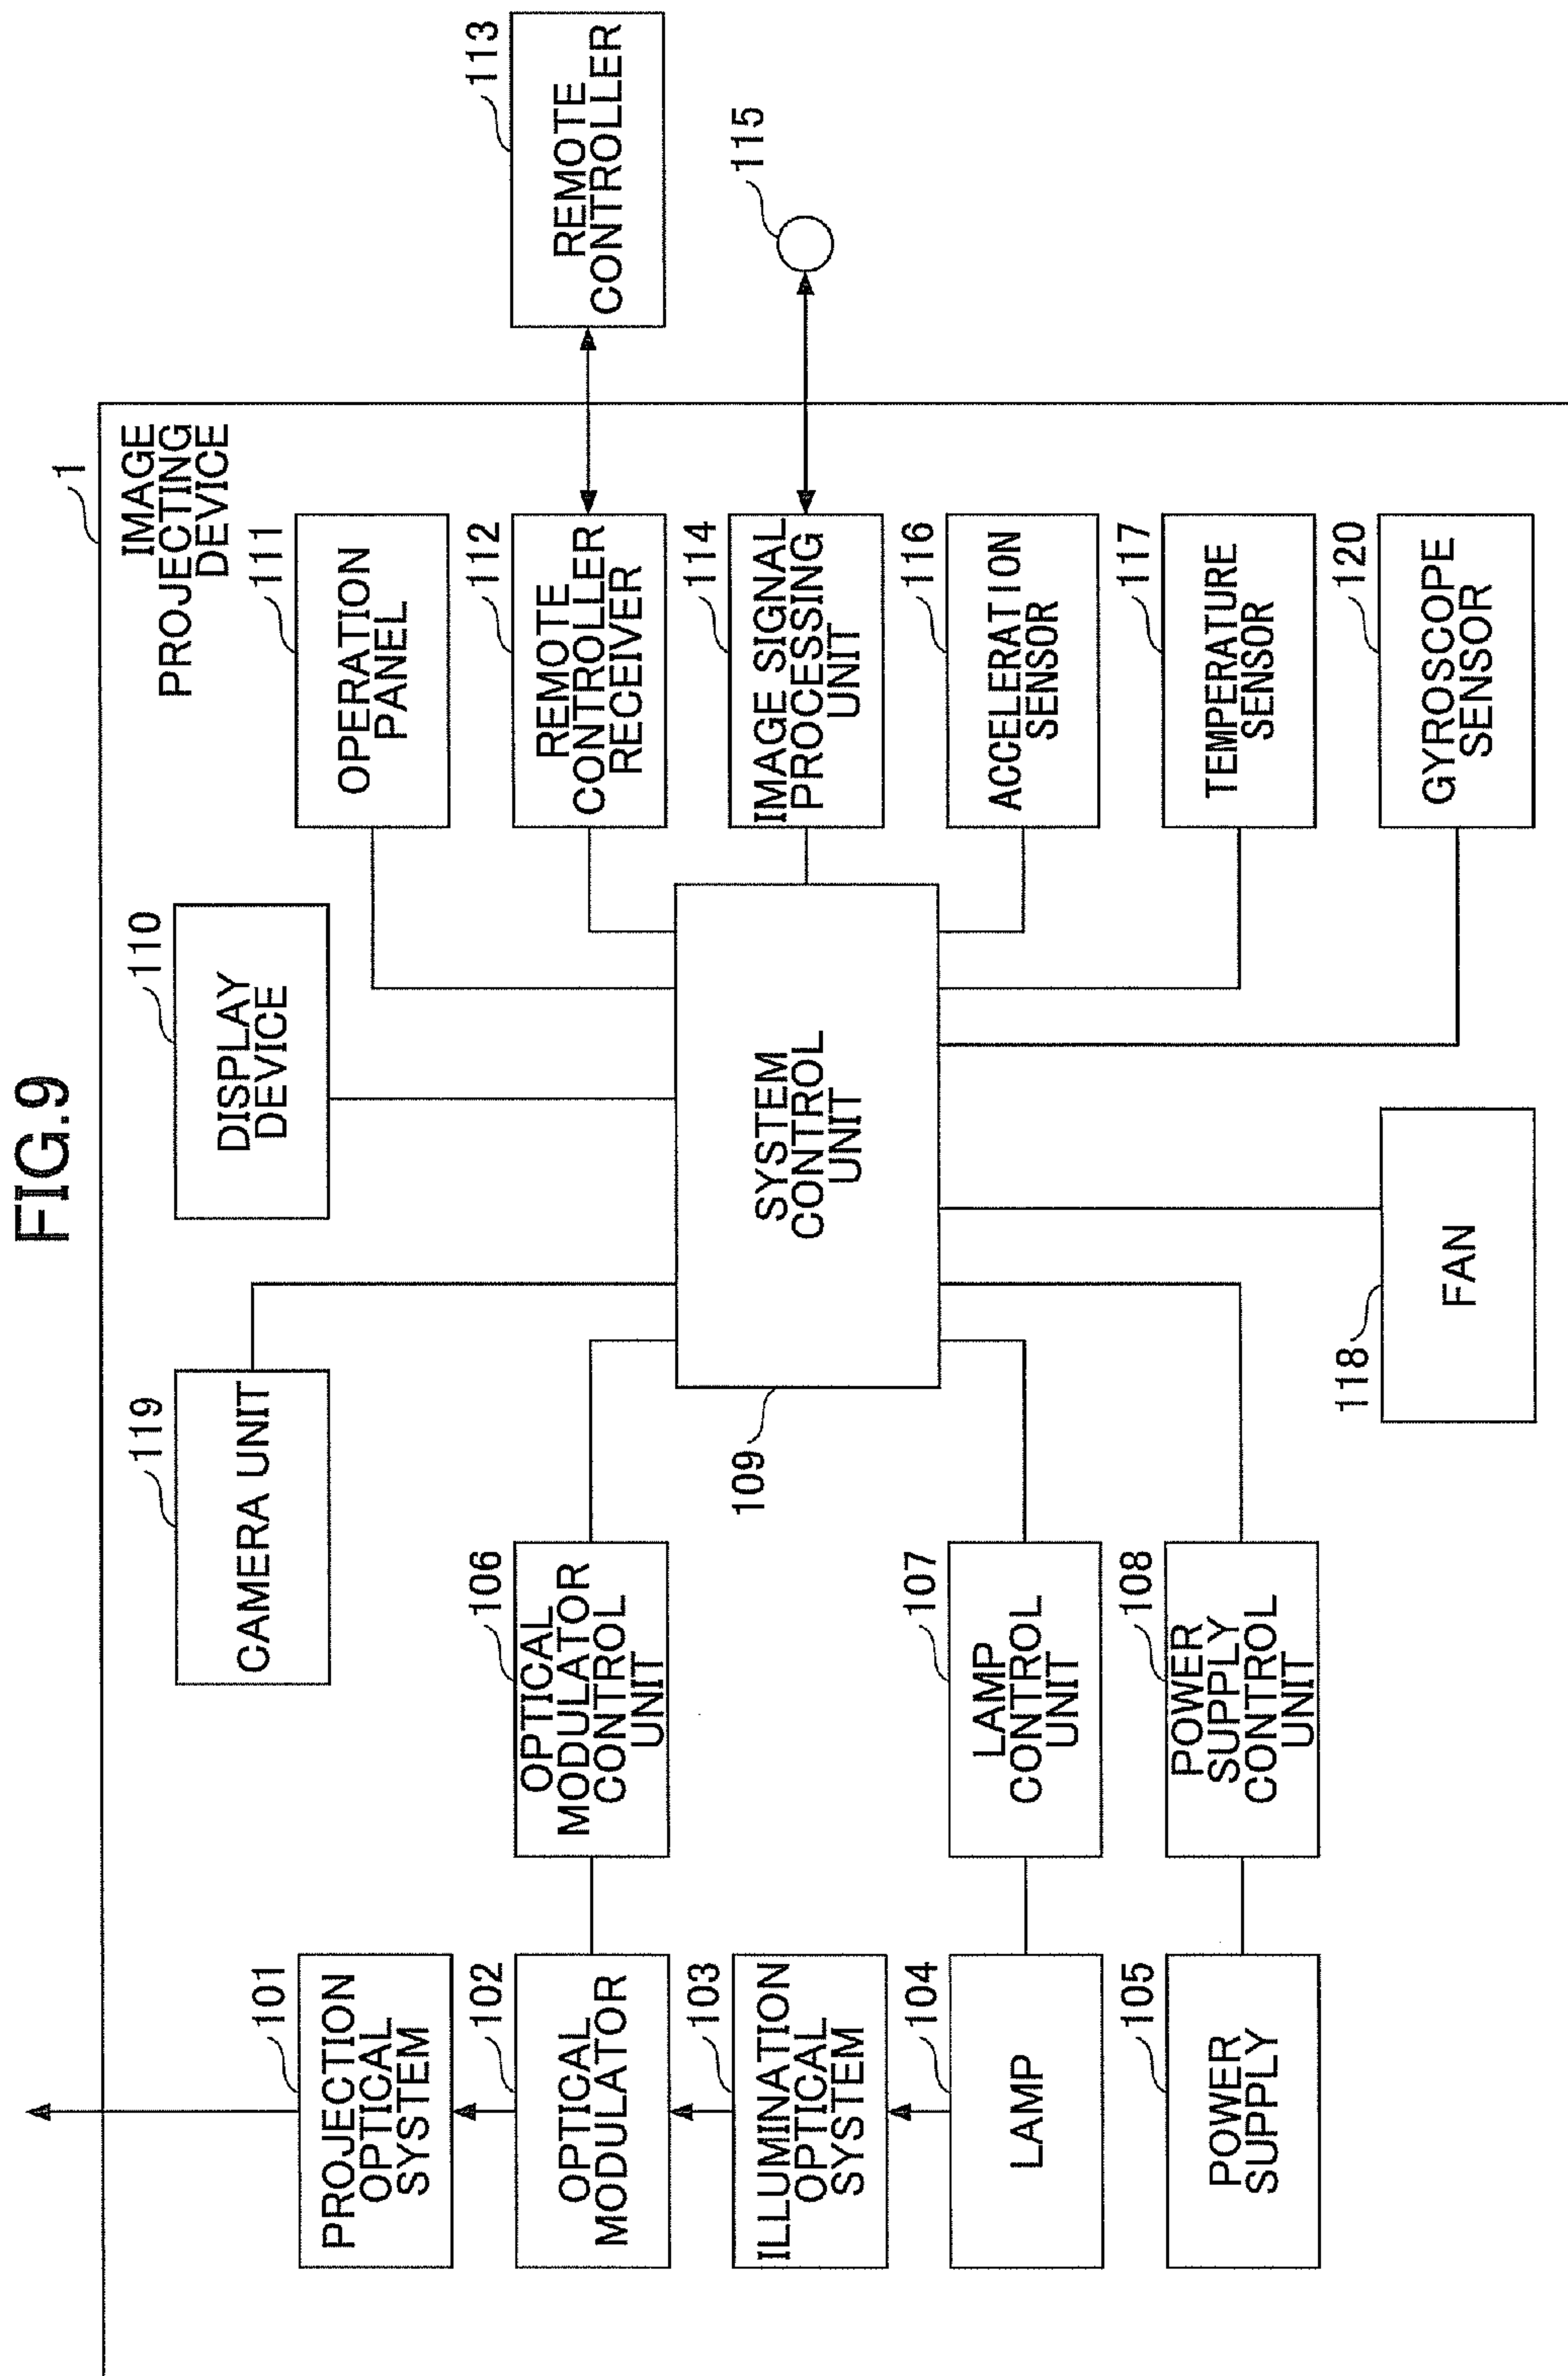 FIG.9
1
IMAGE
PROJECTING
DEVICE
101
PROJECTION
OPTICAL
SYSTEM
102
OPTICAL
MODULATOR
103
ILLUMINATION
OPTICAL
SYSTEM
104
LAMP
105
POWER
SUPPLY
106
OPTICAL
MODULATOR
CONTROL
UNIT
107
LAMP
CONTROL
UNIT
108
POWER
SUPPLY
CONTROL
UNIT
119
CAMERA UNIT
109
SYSTEM
CONTROL
UNIT
118
FAN
110
DISPLAY
DEVICE
111
OPERATION
PANEL
112
REMOTE
CONTROLLER
RECEIVER
114
IMAGE SIGNAL
PROCESSING
UNIT
116
ACCELERATION
SENSOR
117
TEMPERATURE
SENSOR
120
GYROSCOPE
SENSOR
113
REMOTE
CONTROLLER
115